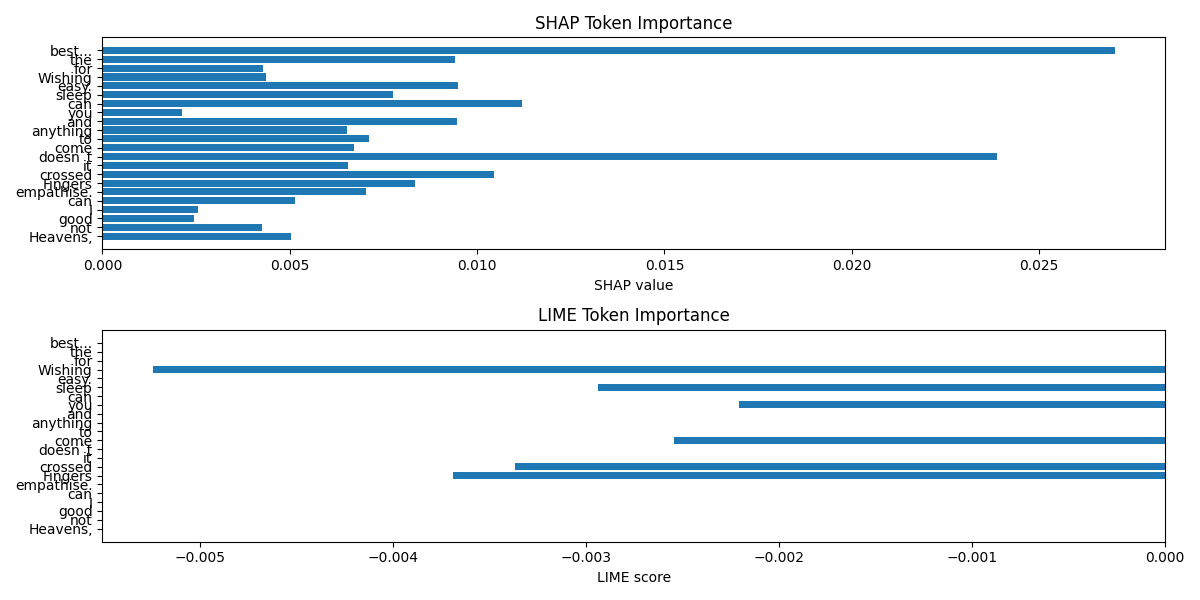 SHAP Token Importance
best...
the
for
Wishing
easy.
sleep
can
you
and
anything
to
come
doesn t
it
crossed
Fingers
empathise.
can
I
good
not
Heavens,
0.000 0.005 0.010 0.015 0.020 0.025
SHAP value
LIME Token Importance
best...
the
for
Wishing
easy.
sleep
can
you
and
anything
to
come
doesn t
it
crossed
Fingers
empathise.
can
I
good
not
Heavens,
−0.005 −0.004 −0.003 −0.002 −0.001 0.000
LIME score